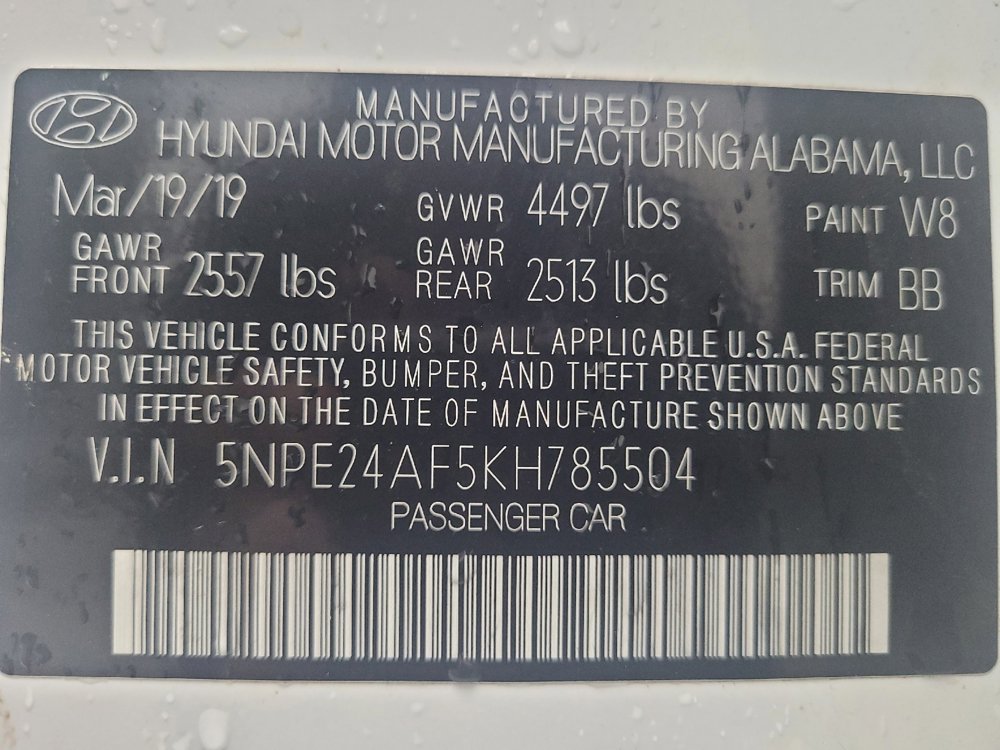 MANUFACTURED BY
HYUNDAI MOTOR MANUFACTURING ALABAMA, LLC
Mar/19/19 GVWR 4497 lbs PAINT W8
GAWR FRONT 2557 lbs GAWR REAR 2513 lbs TRIM BB
THIS VEHICLE CONFORMS TO ALL APPLICABLE U.S.A. FEDERAL
MOTOR VEHICLE SAFETY, BUMPER, AND THEFT PREVENTION STANDARDS
IN EFFECT ON THE DATE OF MANUFACTURE SHOWN ABOVE
V.I.N 5NPE24AF5KH785504
PASSENGER CAR